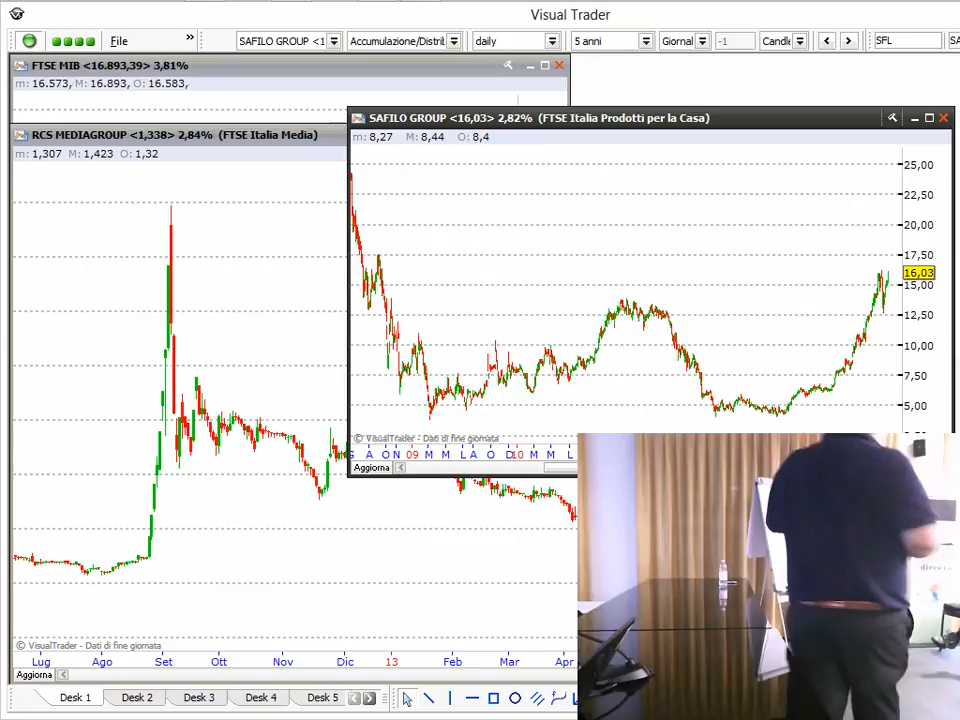 Visual Trader
File
»
SAFILO GROUP <1
Accumulazione/Distrib
daily
5 anni
Giornal
-1
Candle
SFL
SA
FTSE MIB <16.893,39> 3,81%
m: 16.573, M: 16.893, O: 16.583,
RCS MEDIAGROUP <1,338> 2,84% (FTSE Italia Media)
m: 1,307 M: 1,423 O: 1,32
SAFILO GROUP <16,03> 2,82% (FTSE Italia Prodotti per la Casa)
m: 8,27 M: 8,44 O: 8,4
25,00
22,50
20,00
17,50
16,03
15,00
12,50
10,00
7,50
5,00
© VisualTrader - Dati di fine giornata
G A O N 09 M M L A O D 10 M M L
Aggiorna
© VisualTrader - Dati di fine giornata
Lug Ago Set Ott Nov Dic 13 Feb Mar Apr
Aggiorna
Desk 1 Desk 2 Desk 3 Desk 4 Desk 5